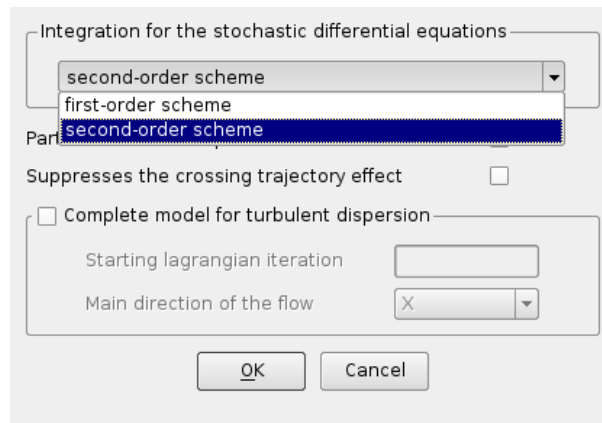 Integration for the stochastic differential equations
second-order scheme
first-order scheme
second-order scheme
Suppresses the crossing trajectory effect
Complete model for turbulent dispersion
Starting lagrangian iteration
Main direction of the flow
X
OK
Cancel